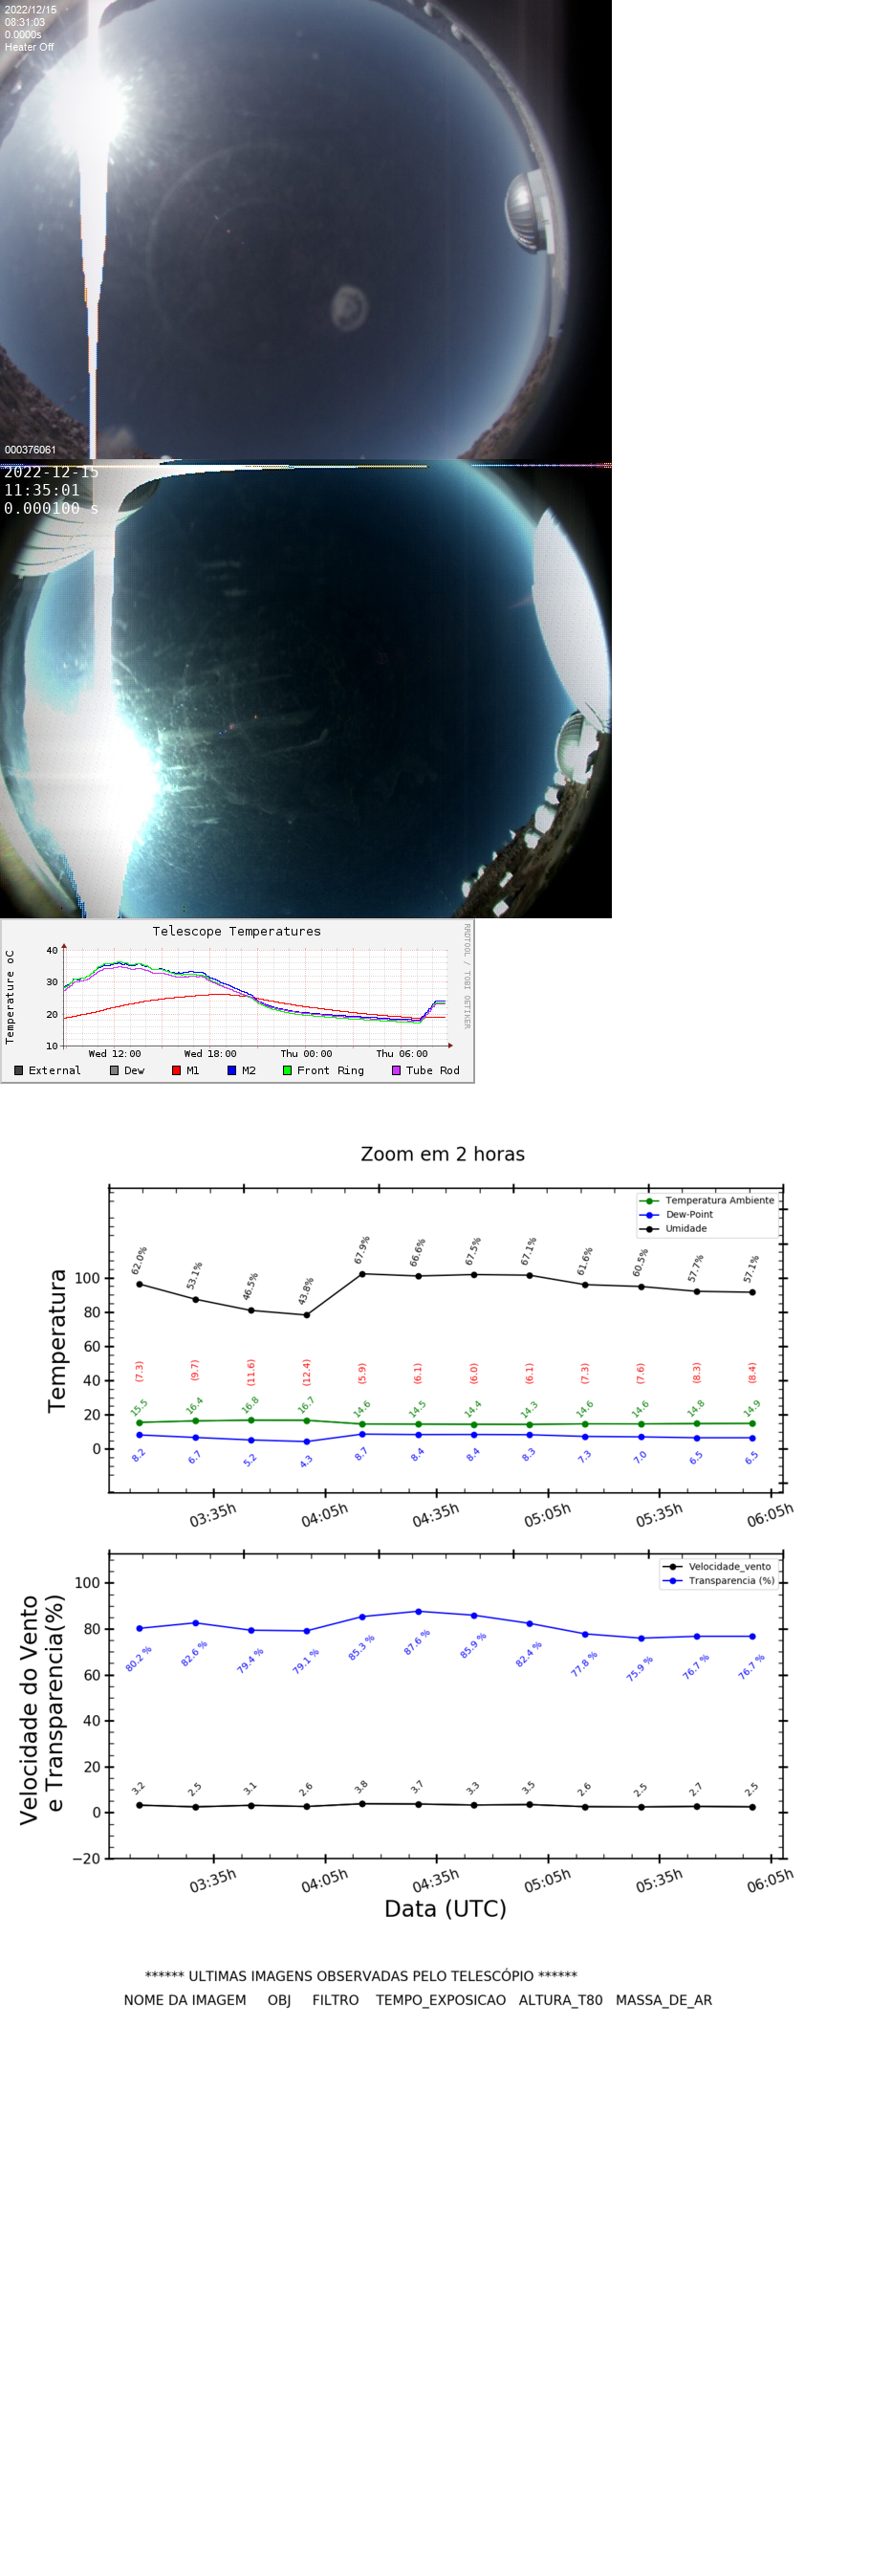 2022/12/15
08:31:03
0.0000s
Heater Off
000376061
2022-12-15
11:35:01
0.000100 s
Telescope Temperatures
Temperature oC
40
30
20
10
Wed 12:00 Wed 18:00 Thu 00:00 Thu 06:00
External Dew M1 M2 Front Ring Tube Rod
RRDTOOL / TOBI OETIKER
Zoom em 2 horas
Temperatura
Temperatura Ambiente
Dew-Point
Umidade
100
80
60
40
20
0
62.0% 53.1% 46.5% 43.8% 67.9% 66.6% 67.5% 67.1% 61.6% 60.5% 57.7% 57.1%
(7.3) (9.7) (11.6) (12.4) (5.9) (6.1) (6.0) (6.1) (7.3) (7.6) (8.3) (8.4)
15.5 16.4 16.8 16.7 14.6 14.5 14.4 14.3 14.6 14.6 14.8 14.9
8.2 6.7 5.2 4.3 8.7 8.4 8.4 8.3 7.3 7.0 6.5 6.5
03:35h 04:05h 04:35h 05:05h 05:35h 06:05h
Velocidade do Vento
e Transparencia(%)
Velocidade_vento
Transparencia (%)
100
80
60
40
20
0
−20
80.2 % 82.6 % 79.4 % 79.1 % 85.3 % 87.6 % 85.9 % 82.4 % 77.8 % 75.9 % 76.7 % 76.7 %
3.2 2.5 3.1 2.6 3.8 3.7 3.3 3.5 2.6 2.5 2.7 2.5
03:35h 04:05h 04:35h 05:05h 05:35h 06:05h
Data (UTC)
****** ULTIMAS IMAGENS OBSERVADAS PELO TELESCÓPIO ******
NOME DA IMAGEM OBJ FILTRO TEMPO_EXPOSICAO ALTURA_T80 MASSA_DE_AR